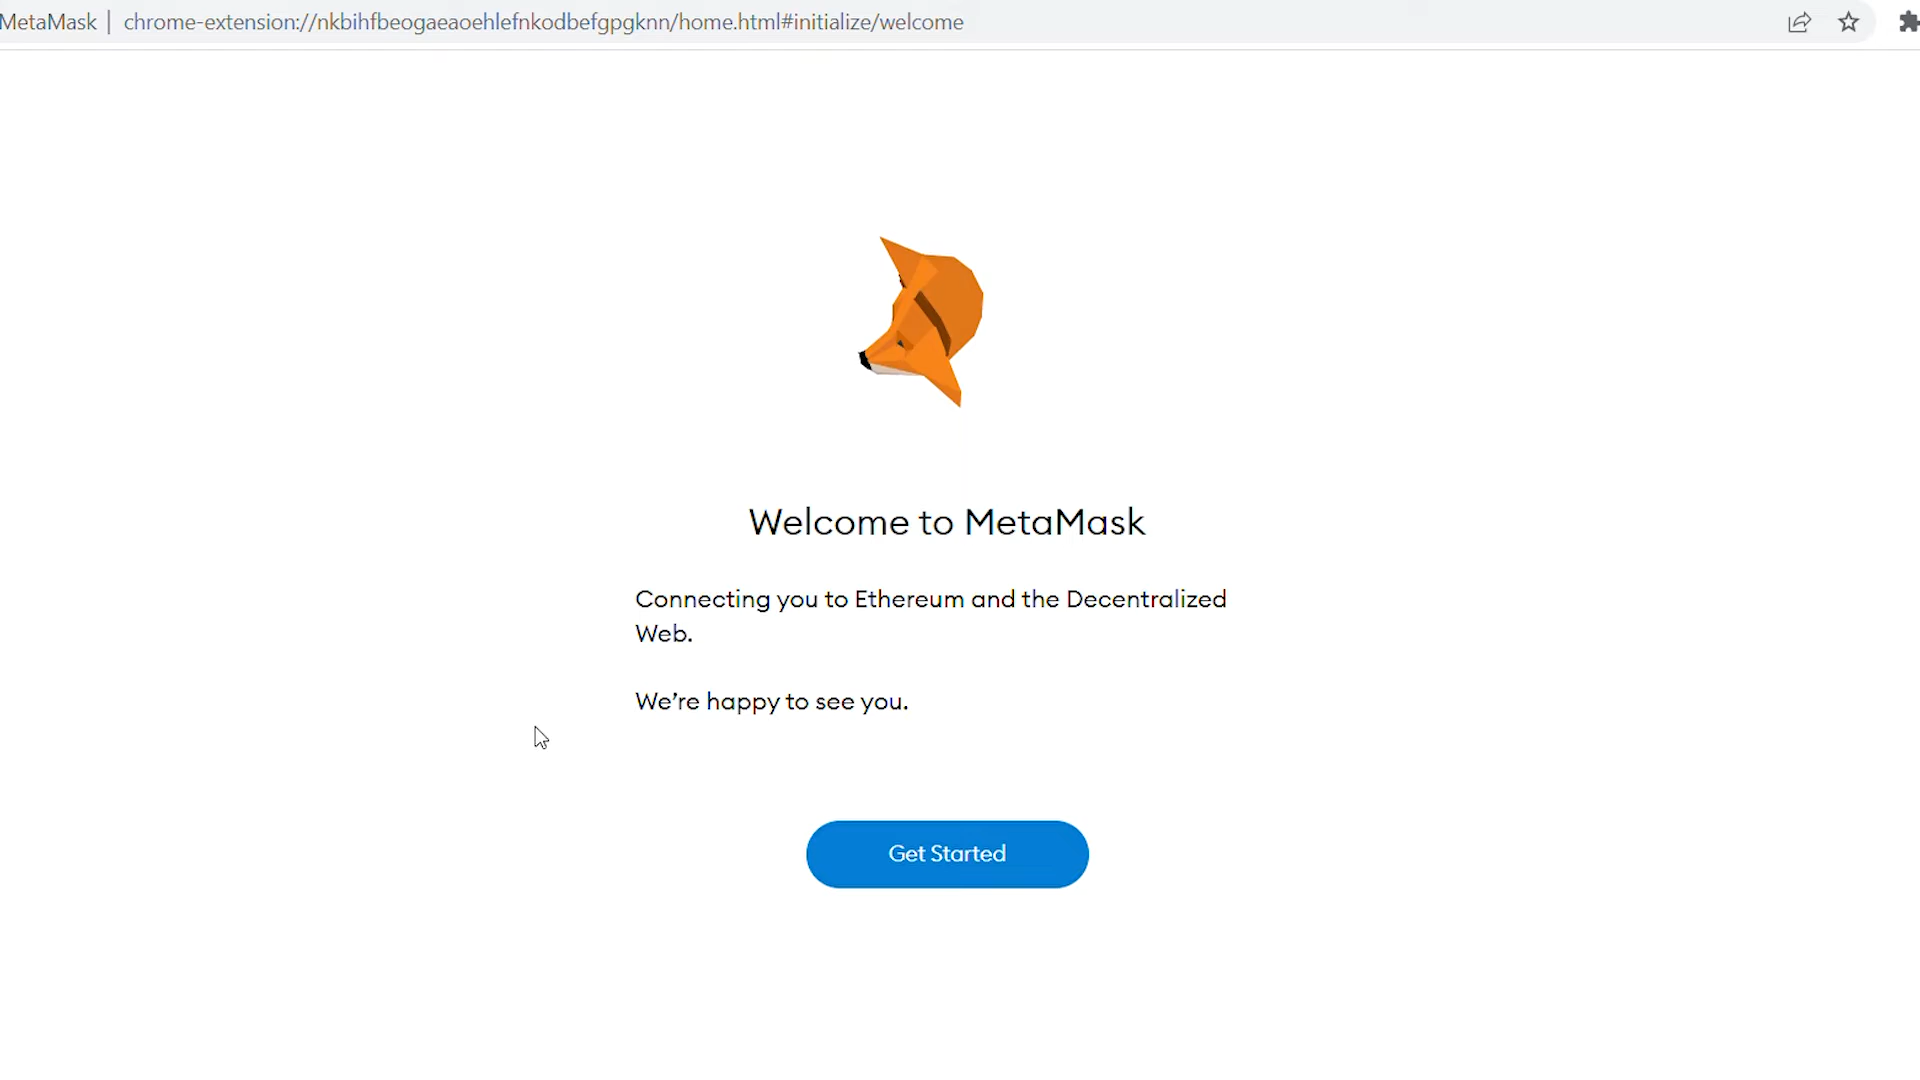 MetaMask | chrome-extension://nkbihfbeogaeaoehlefnkodbefgpgknn/home.html#initialize/welcome
Welcome to MetaMask
Connecting you to Ethereum and the Decentralized
Web.
We’re happy to see you.
Get Started